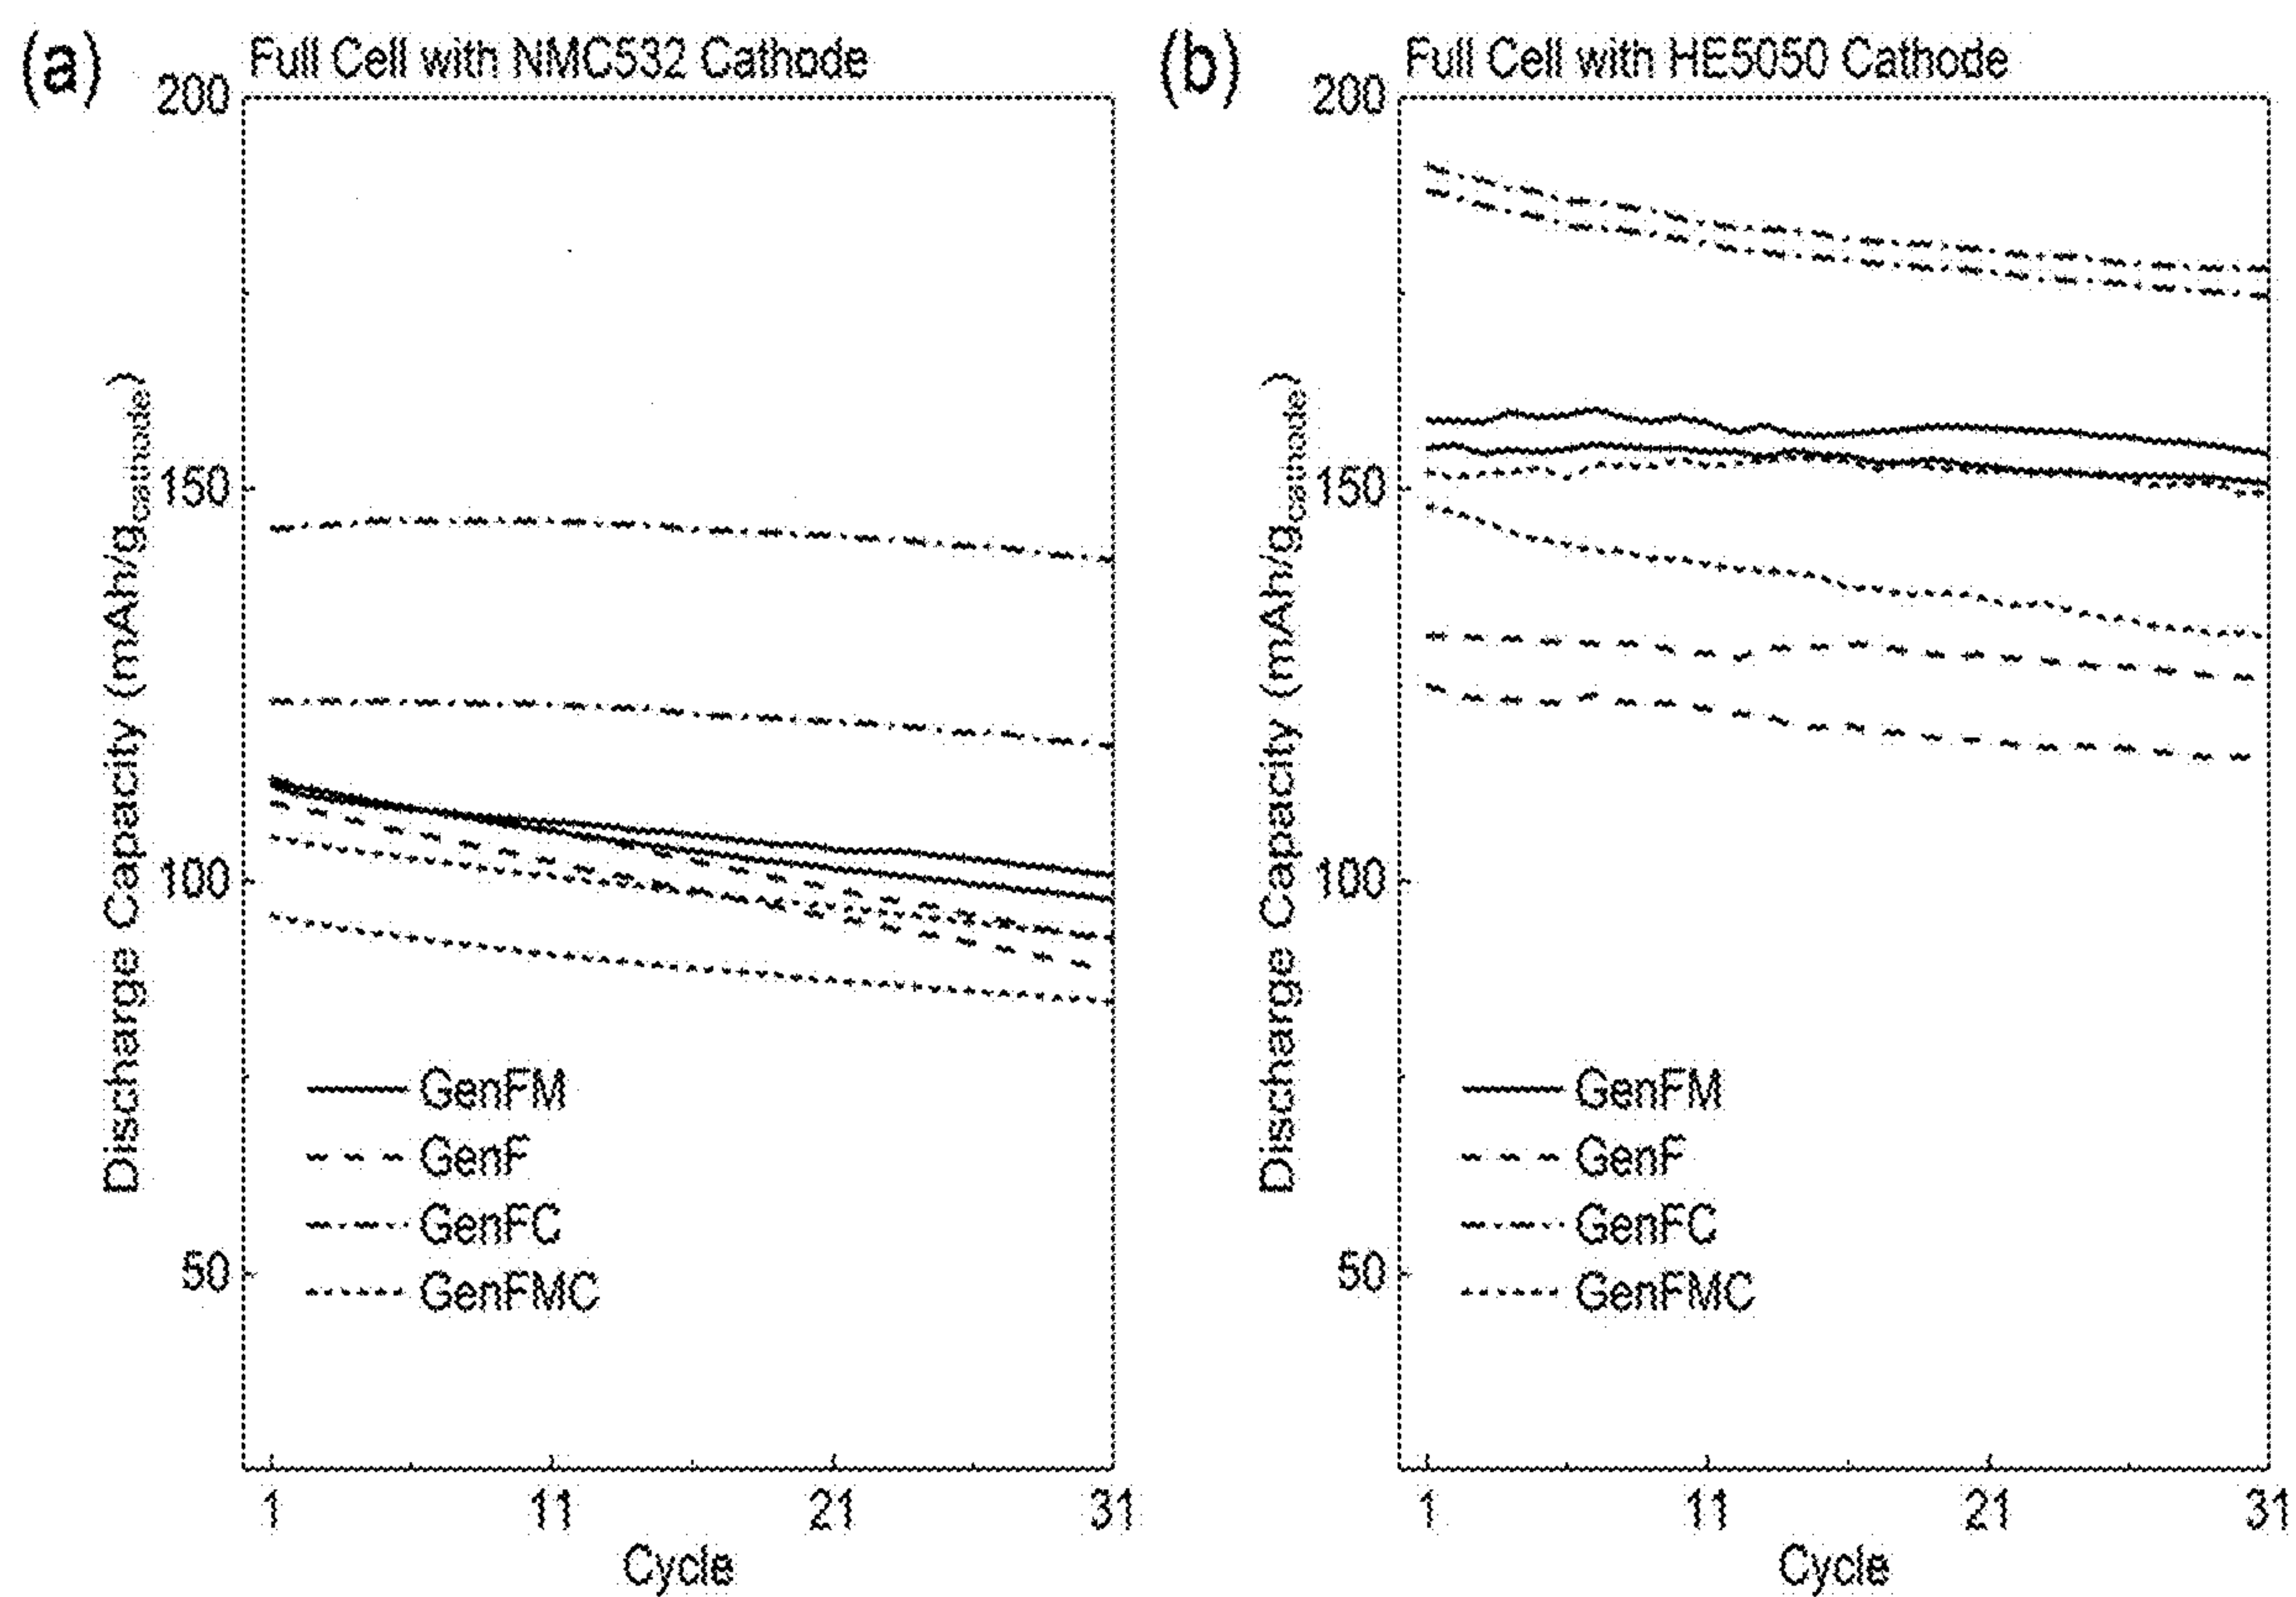 (a)
Full Cell with NMC532 Cathode
200
150
100
50
Discharge Capacity (mAh/gcathode)
GenFM
GenF
GenFC
GenFMC
1 11 21 31
Cycle
(b)
Full Cell with HE5050 Cathode
200
150
100
50
Discharge Capacity (mAh/gcathode)
GenFM
GenF
GenFC
GenFMC
1 11 21 31
Cycle